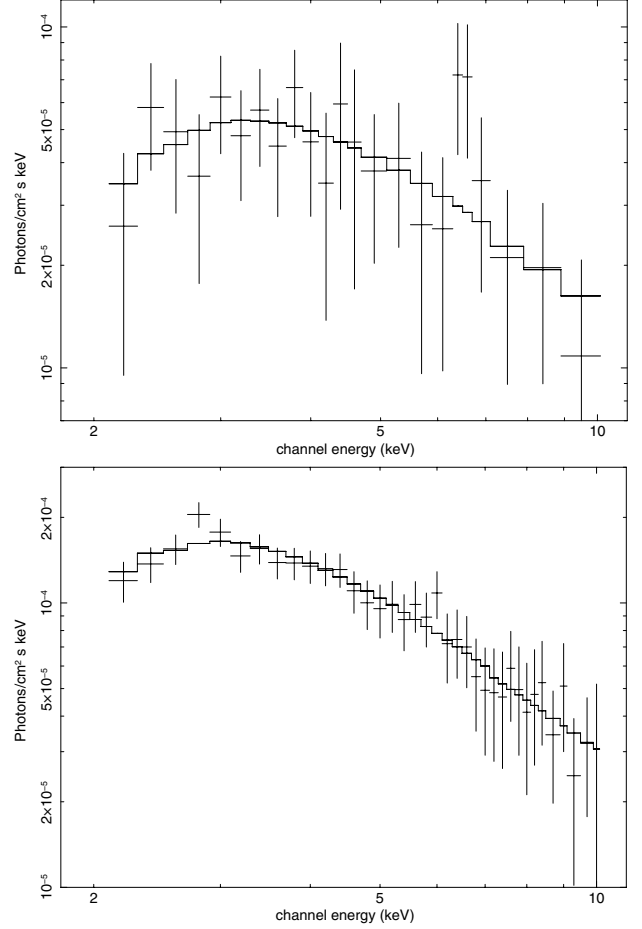 10⁻⁴
5×10⁻⁵
2×10⁻⁵
10⁻⁵
Photons/cm² s keV
2 5 10
channel energy (keV)
2×10⁻⁴
10⁻⁴
5×10⁻⁵
2×10⁻⁵
10⁻⁵
Photons/cm² s keV
2 5 10
channel energy (keV)